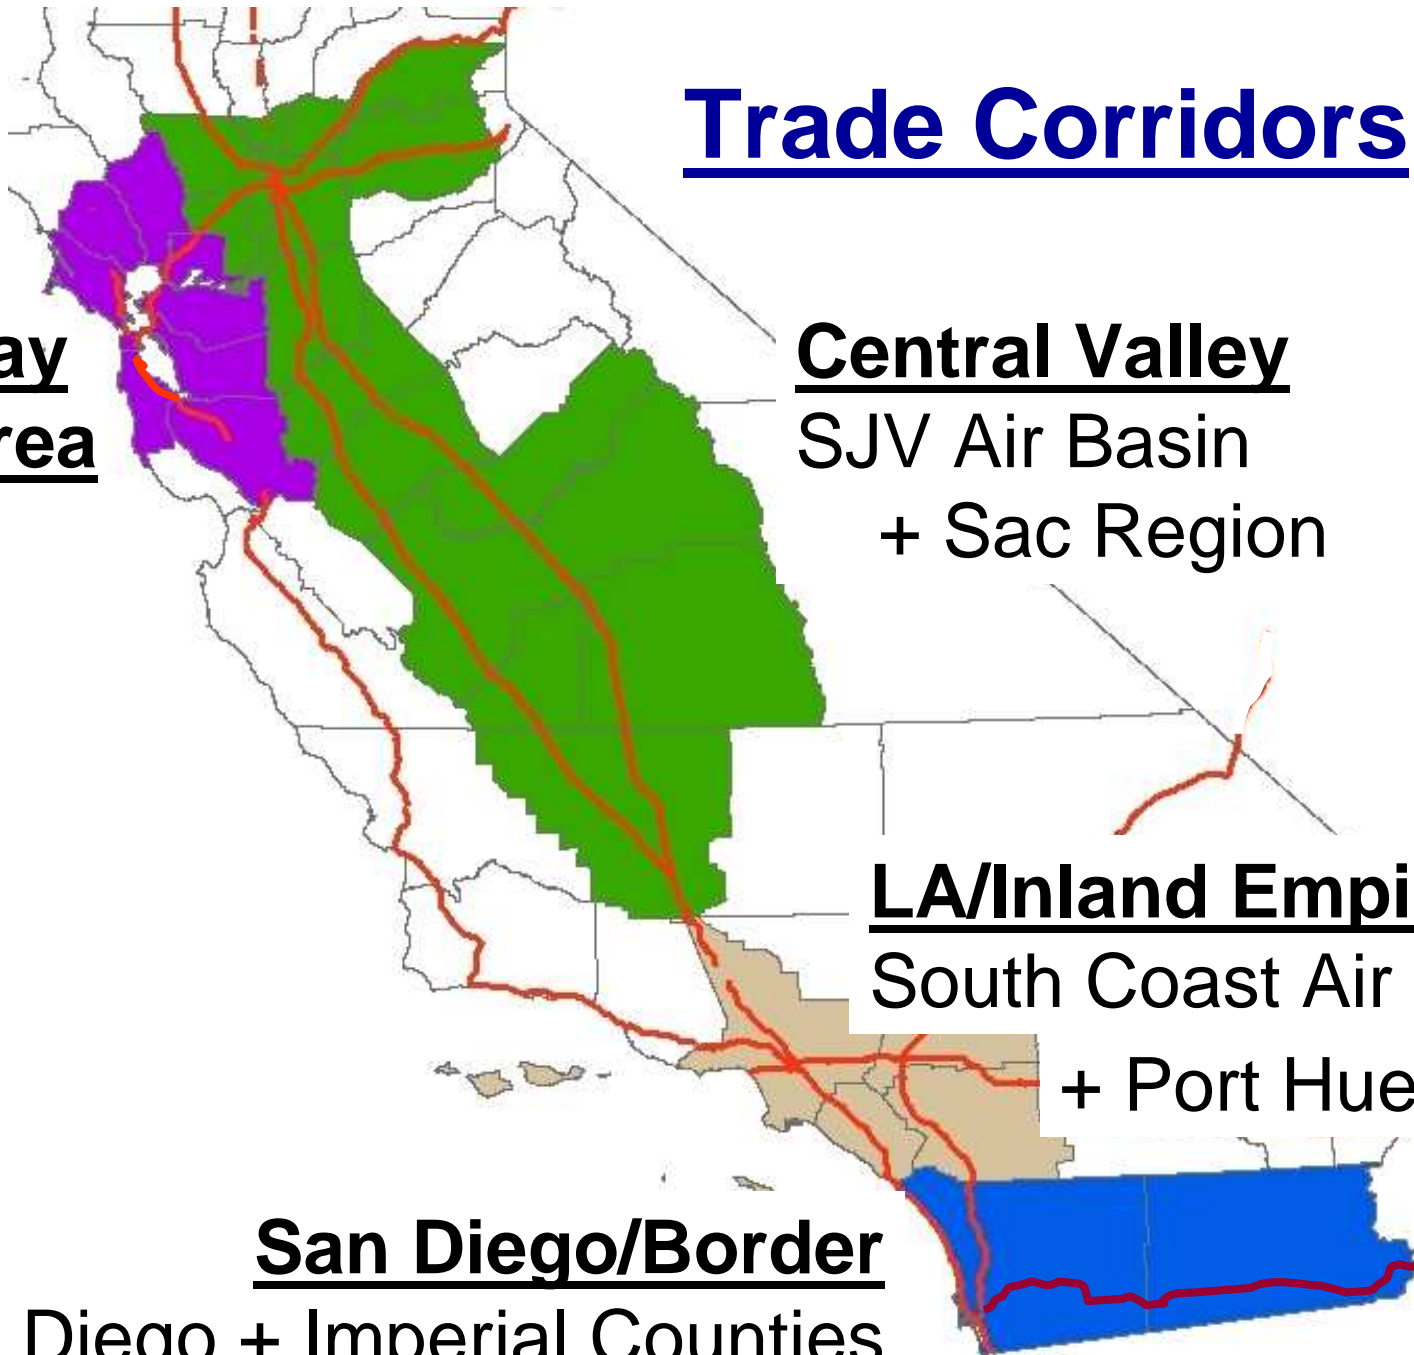 Trade Corridors
ay
rea
Central Valley
SJV Air Basin
+ Sac Region
LA/Inland Empi
South Coast Air
+ Port Hue
San Diego/Border
Diego + Imperial Counties